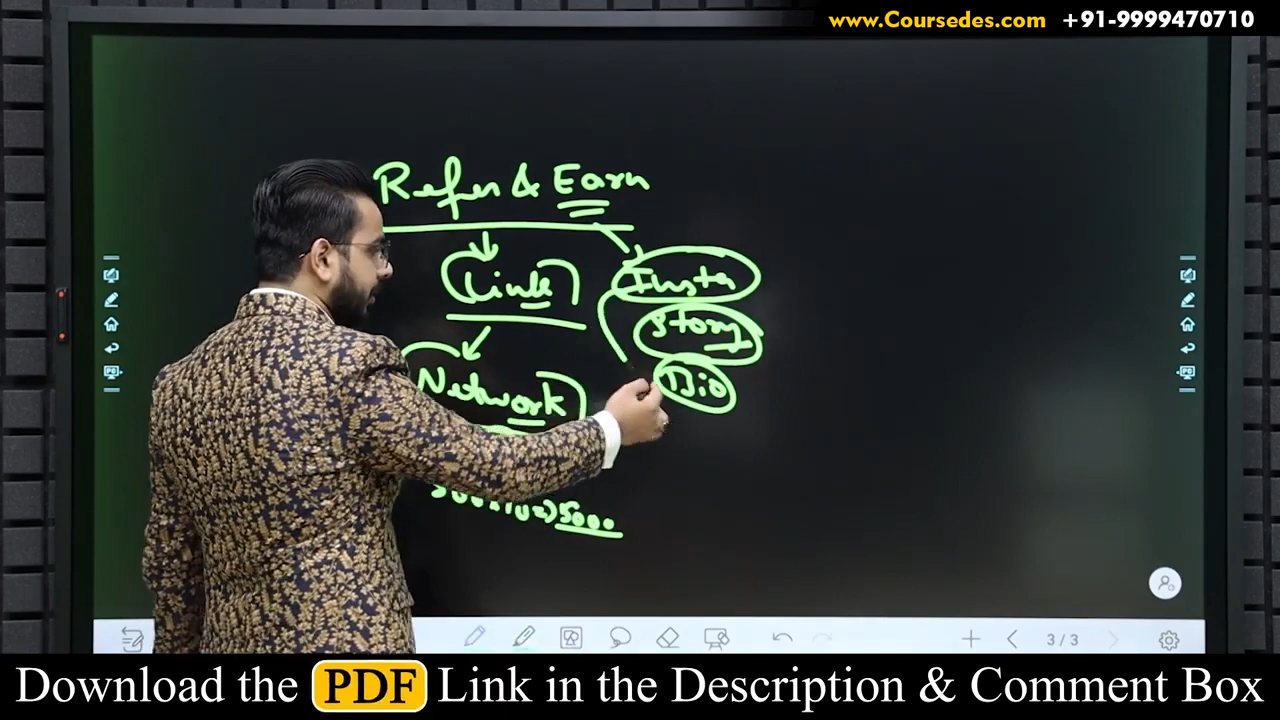 www.Coursedes.com +91-9999470710
Refer & Earn
Link
Insta
Story
Network
Bio
500x10=)5000
3/3
Download the PDF Link in the Description & Comment Box